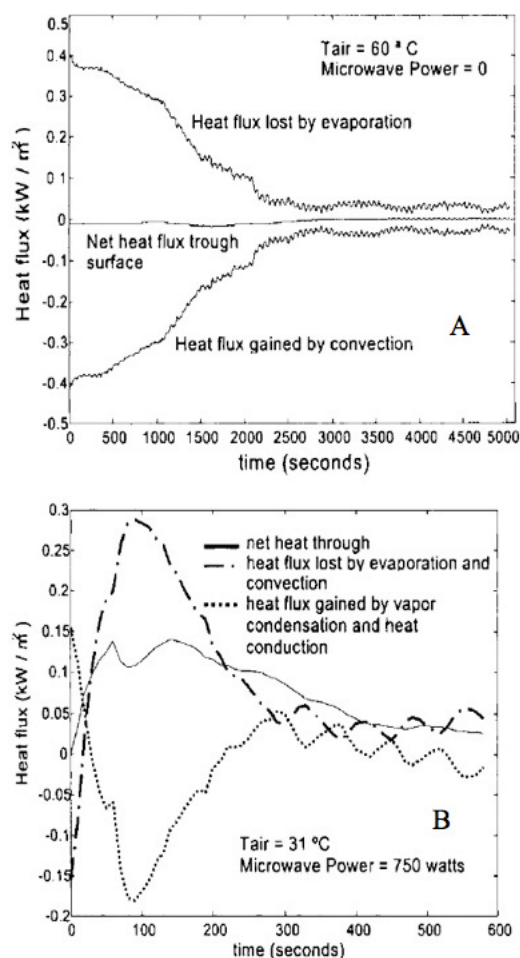 0.5
0.4
0.3
0.2
0.1
0
-0.1
-0.2
-0.3
-0.4
-0.5
Heat flux (kW / m²)
Tair = 60 ª C
Microwave Power = 0
Heat flux lost by evaporation
Net heat flux trough
surface
Heat flux gained by convection
A
0 500 1000 1500 2000 2500 3000 3500 4000 4500 5000
time (seconds)
0.3
0.25
0.2
0.15
0.1
0.05
0
-0.05
-0.1
-0.15
-0.2
Heat flux (kW / m²)
net heat through
heat flux lost by evaporation and
convection
heat flux gained by vapor
condensation and heat
conduction
Tair = 31 ºC
Microwave Power = 750 watts
B
0 100 200 300 400 500 600
time (seconds)